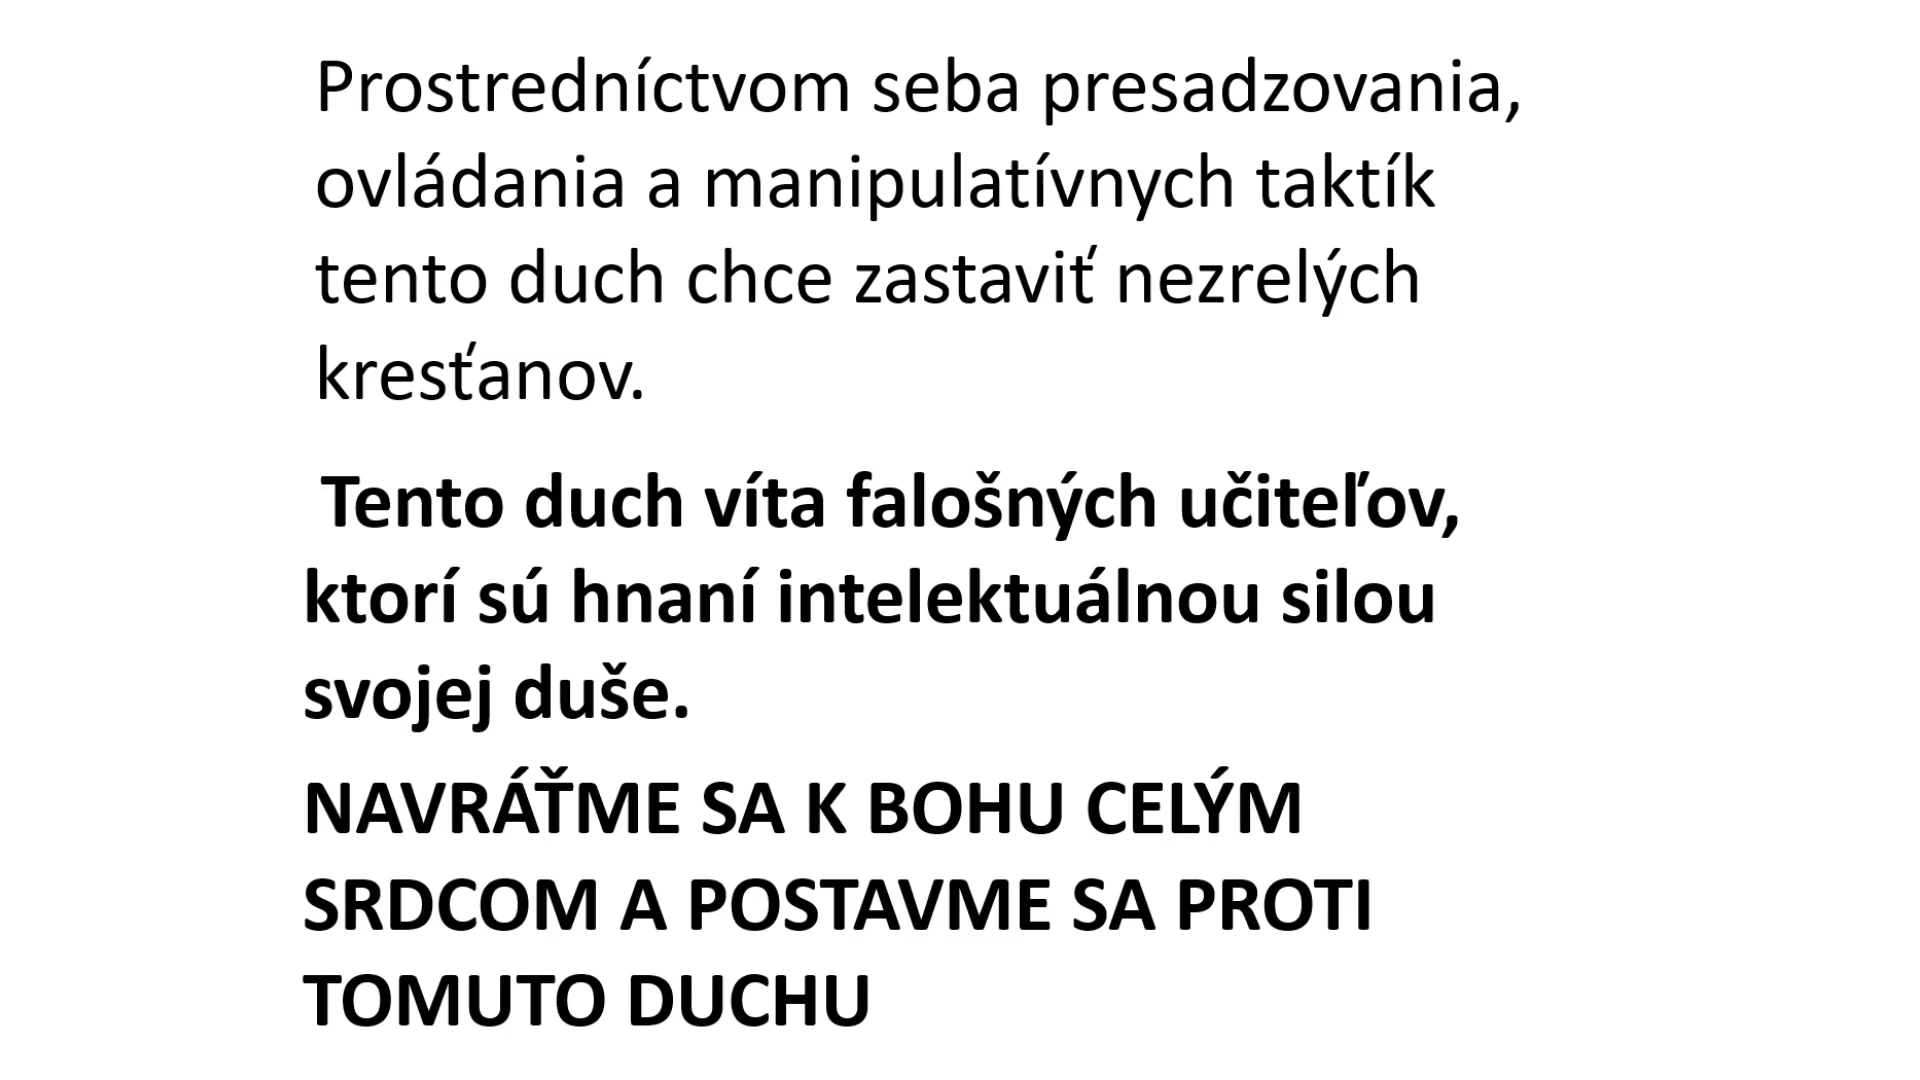 Prostredníctvom seba presadzovania,
ovládania a manipulatívnych taktík
tento duch chce zastaviť nezrelých
kresťanov.
Tento duch víta falošných učiteľov,
ktorí sú hnaní intelektuálnou silou
svojej duše.
NAVRÁŤME SA K BOHU CELÝM
SRDCOM A POSTAVME SA PROTI
TOMUTO DUCHU